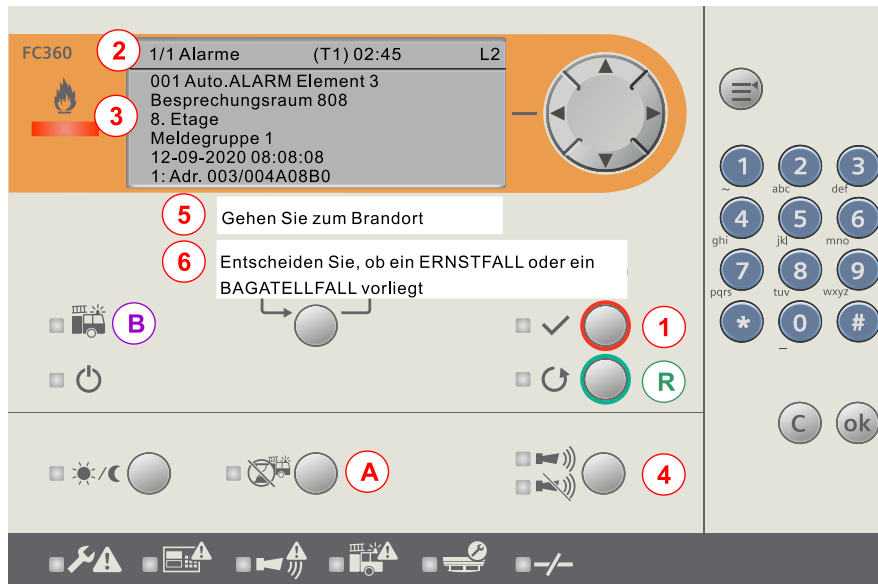 FC360
2
1/1 Alarme (T1) 02:45 L2
3
001 Auto.ALARM Element 3
Besprechungsraum 808
8. Etage
Meldegruppe 1
12-09-2020 08:08:08
1: Adr. 003/004A08B0
5
Gehen Sie zum Brandort
6
Entscheiden Sie, ob ein ERNSTFALL oder ein
BAGATELLFALL vorliegt
B
1
R
A
4
1 2 3
~ abc def
4 5 6
ghi jkl mno
7 8 9
pqrs tuv wxyz
* 0 #
_
C ok
-/-